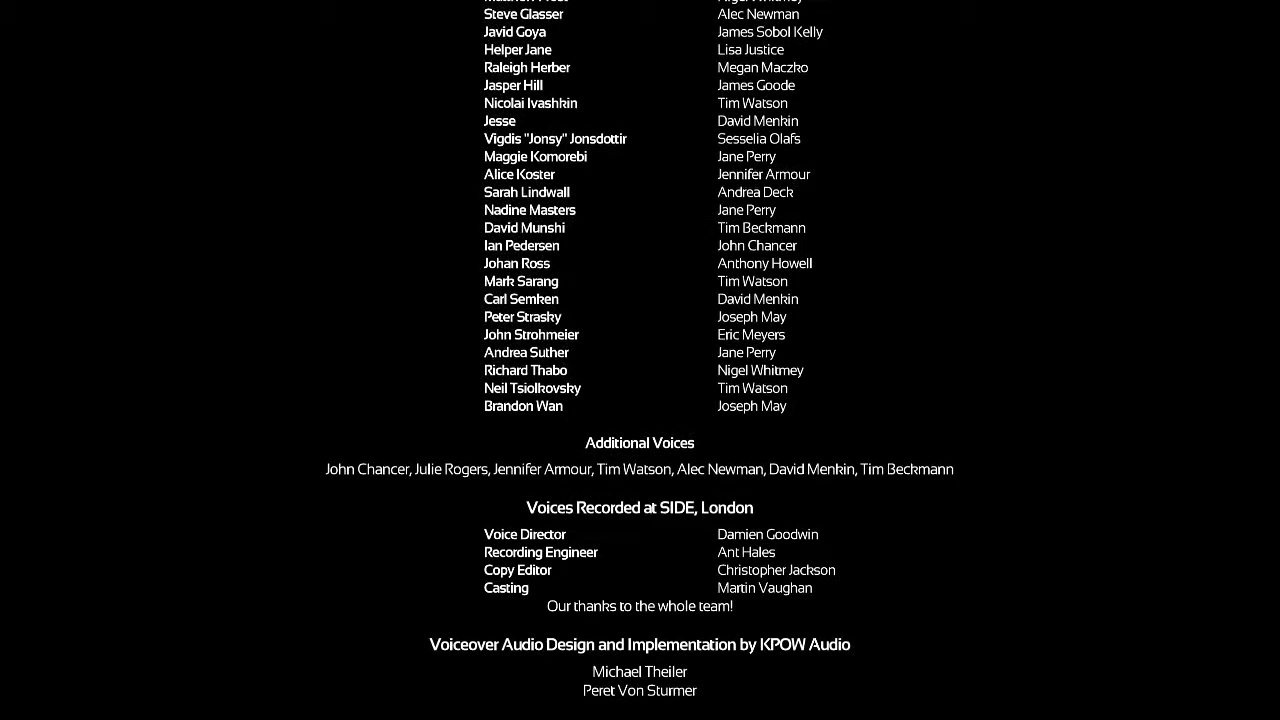 Steve Glasser Alec Newman
Javid Goya James Sobol Kelly
Helper Jane Lisa Justice
Raleigh Herber Megan Maczko
Jasper Hill James Goode
Nicolai Ivashkin Tim Watson
Jesse David Menkin
Vigdis "Jonsy" Jonsdottir Sesselia Olafs
Maggie Komorebi Jane Perry
Alice Koster Jennifer Armour
Sarah Lindwall Andrea Deck
Nadine Masters Jane Perry
David Munshi Tim Beckmann
Ian Pedersen John Chancer
Johan Ross Anthony Howell
Mark Sarang Tim Watson
Carl Semken David Menkin
Peter Strasky Joseph May
John Strohmeier Eric Meyers
Andrea Suther Jane Perry
Richard Thabo Nigel Whitmey
Neil Tsiolkovsky Tim Watson
Brandon Wan Joseph May
Additional Voices
John Chancer, Julie Rogers, Jennifer Armour, Tim Watson, Alec Newman, David Menkin, Tim Beckmann
Voices Recorded at SIDE, London
Voice Director Damien Goodwin
Recording Engineer Ant Hales
Copy Editor Christopher Jackson
Casting Martin Vaughan
Our thanks to the whole team!
Voiceover Audio Design and Implementation by KPOW Audio
Michael Theiler
Peret Von Sturmer